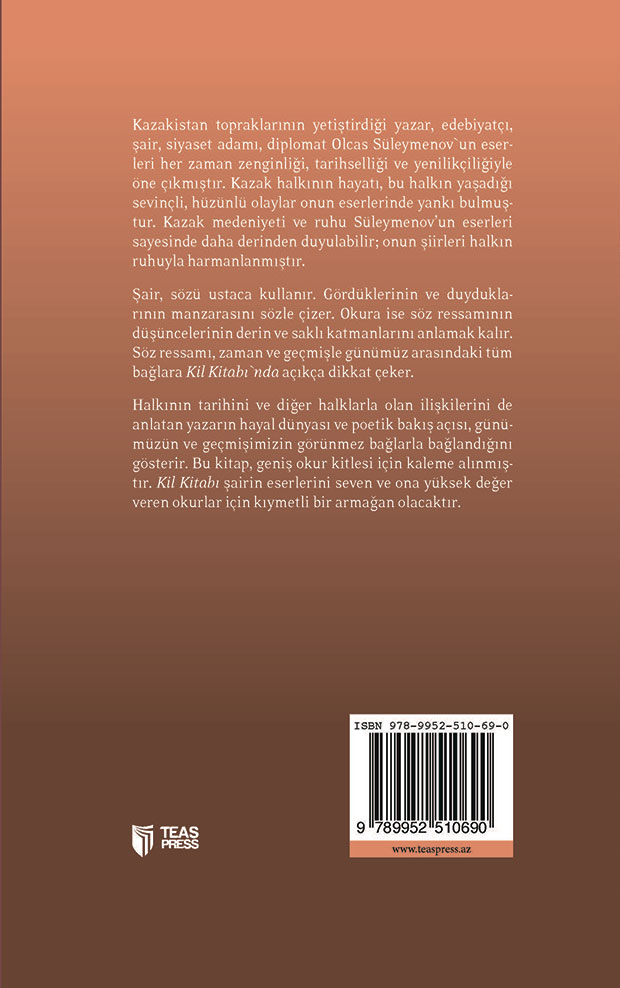 Kazakistan topraklarının yetiştirdiği yazar, edebiyatçı,
şair, siyaset adamı, diplomat Olcas Süleymenov`un eser-
leri her zaman zenginliği, tarihselliği ve yenilikçiliğiyle
öne çıkmıştır. Kazak halkının hayatı, bu halkın yaşadığı
sevinçli, hüzünlü olaylar onun eserlerinde yankı bulmuş-
tur. Kazak medeniyeti ve ruhu Süleymenov’un eserleri
sayesinde daha derinden duyulabilir; onun şiirleri halkın
ruhuyla harmanlanmıştır.
Şair, sözü ustaca kullanır. Gördüklerinin ve duydukla-
rının manzarasını sözle çizer. Okura ise söz ressamının
düşüncelerinin derin ve saklı katmanlarını anlamak kalır.
Söz ressamı, zaman ve geçmişle günümüz arasındaki tüm
bağlara Kil Kitabı`nda açıkça dikkat çeker.
Halkının tarihini ve diğer halklarla olan ilişkilerini de
anlatan yazarın hayal dünyası ve poetik bakış açısı, günü-
müzün ve geçmişimizin görünmez bağlarla bağlandığını
gösterir. Bu kitap, geniş okur kitlesi için kaleme alınmış-
tır. Kil Kitabı şairin eserlerini seven ve ona yüksek değer
veren okurlar için kıymetli bir armağan olacaktır.
ISBN 978-9952-510-69-0
9 789952 510690
www.teaspress.az
TEAS
PRESS